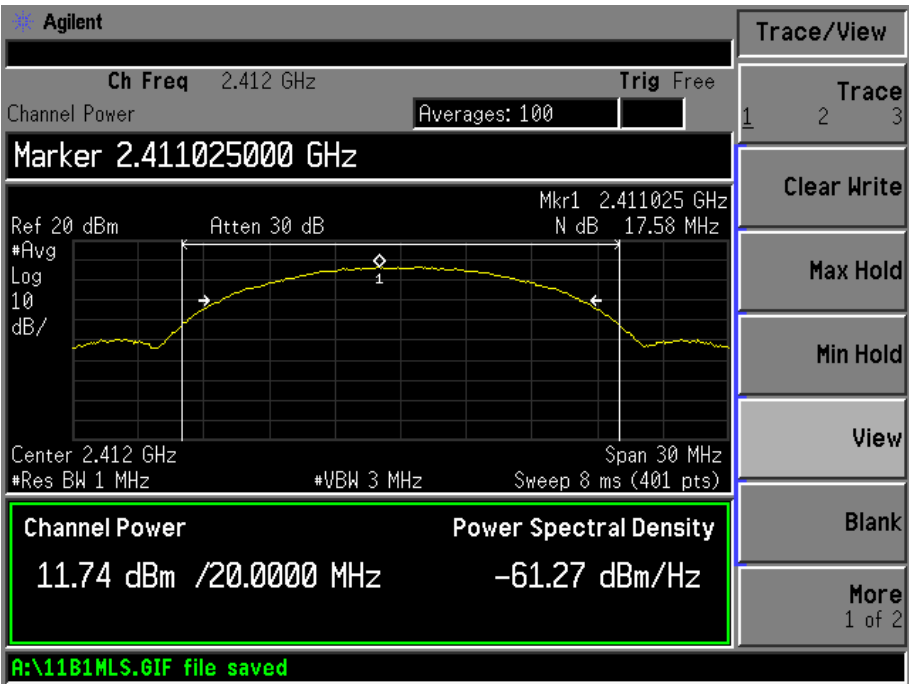 Agilent
Trace/View
Ch Freq 2.412 GHz Trig Free
Channel Power Averages: 100
Trace
1 2 3
Marker 2.411025000 GHz
Clear Write
Mkr1 2.411025 GHz
Ref 20 dBm Atten 30 dB N dB 17.58 MHz
#Avg
Log
10
dB/
1
Max Hold
Min Hold
View
Center 2.412 GHz Span 30 MHz
#Res BW 1 MHz #VBW 3 MHz Sweep 8 ms (401 pts)
Channel Power Power Spectral Density
11.74 dBm /20.0000 MHz -61.27 dBm/Hz
Blank
More
1 of 2
A:\11B1MLS.GIF file saved